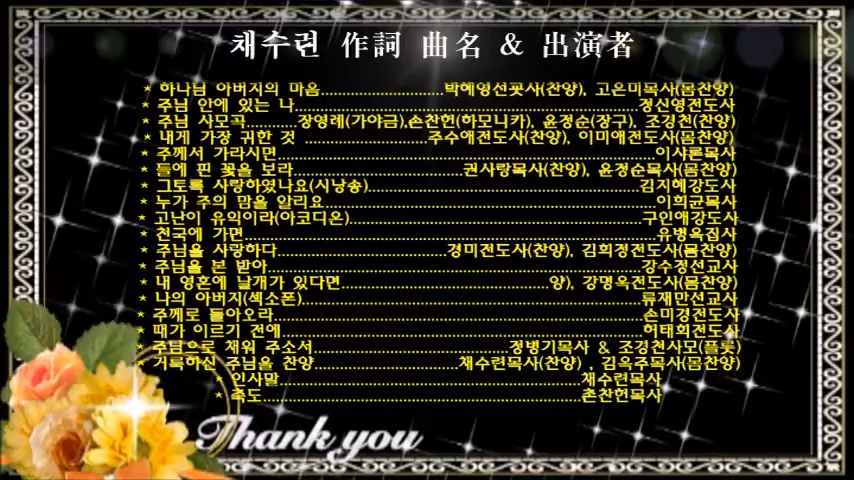 채수련 作詞 曲名 & 出演者
* 하나님 아버지의 마음............................박혜영선교사(찬양), 고은미목사(몸찬양)
* 주님 안에 있는 나............................정신영전도사
* 주님 사모곡...........장영례(가야금),손찬헌(하모니카), 윤정순(장구), 조경천(찬양)
* 내게 가장 귀한 것 ............................주수애전도사(찬양), 이미애전도사(몸찬양)
* 주께서 가라시면............................이샤론목사
* 들에 핀 꽃을 보라............................권사랑목사(찬양), 윤정순목사(몸찬양)
* 그토록 사랑하였나요(시낭송)............................김지혜강도사
* 누가 주의 맘을 알리요............................이희균목사
* 고난이 유익이라(아코디온)............................구인애강도사
* 천국에 가면............................유병옥집사
* 주님을 사랑하다............................경미전도사(찬양), 김희정전도사(몸찬양)
* 주님을 본 받아............................강수정선교사
* 내 영혼에 날개가 있다면............................양), 강명옥전도사(몸찬양)
* 나의 아버지(섹소폰)............................류재만선교사
* 주께로 돌아오라............................손미경전도사
* 때가 이르기 전에............................허태희전도사
* 주님으로 채워 주소서............................정병기목사 & 조경천사모(플룻)
* 거룩하신 주님을 찬양............................채수련목사(찬양) , 김옥주목사(몸찬양)
* 인사말............................채수련목사
* 축도............................손찬헌목사
Thank you